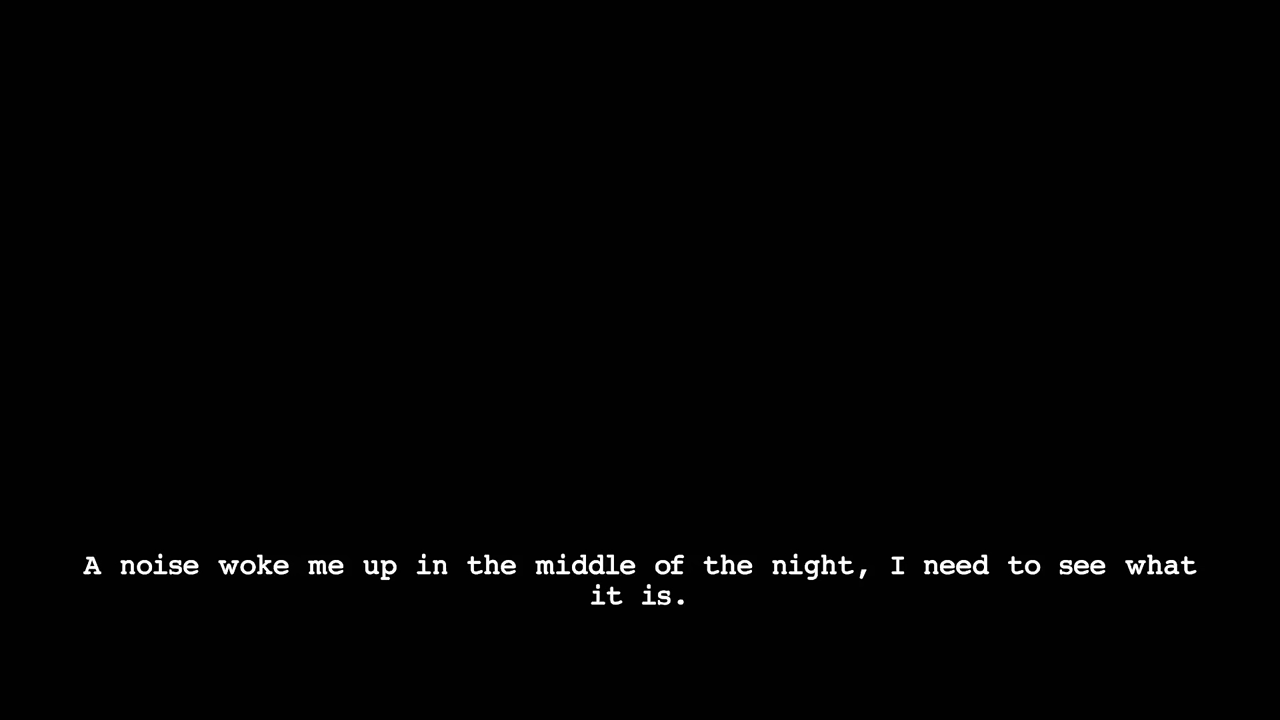 A noise woke me up in the middle of the night, I need to see what
it is.